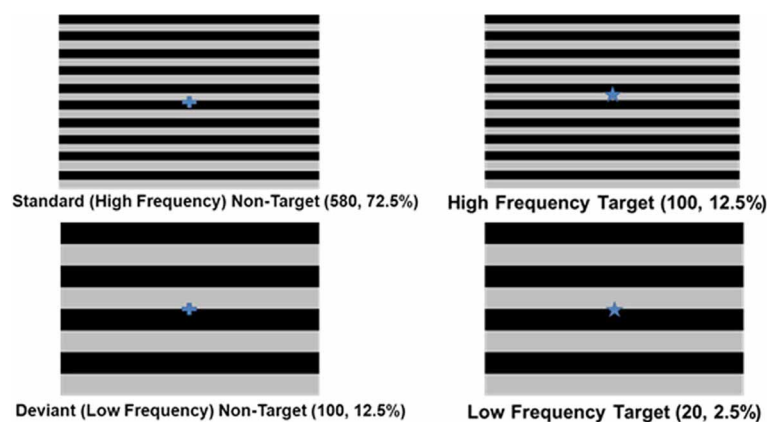 Standard (High Frequency) Non-Target (580, 72.5%)
High Frequency Target (100, 12.5%)
Deviant (Low Frequency) Non-Target (100, 12.5%)
Low Frequency Target (20, 2.5%)